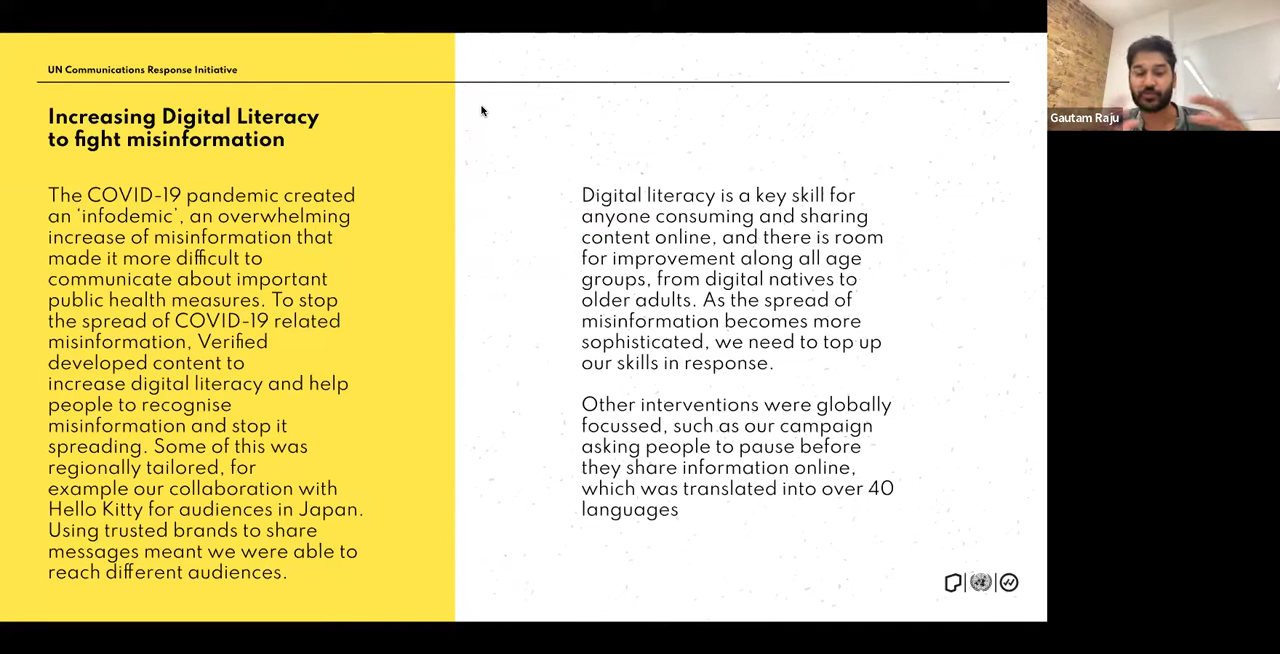 UN Communications Response Initiative
Increasing Digital Literacy
to fight misinformation
The COVID-19 pandemic created
an ‘infodemic’, an overwhelming
increase of misinformation that
made it more difficult to
communicate about important
public health measures. To stop
the spread of COVID-19 related
misinformation, Verified
developed content to
increase digital literacy and help
people to recognise
misinformation and stop it
spreading. Some of this was
regionally tailored, for
example our collaboration with
Hello Kitty for audiences in Japan.
Using trusted brands to share
messages meant we were able to
reach different audiences.
Digital literacy is a key skill for
anyone consuming and sharing
content online, and there is room
for improvement along all age
groups, from digital natives to
older adults. As the spread of
misinformation becomes more
sophisticated, we need to top up
our skills in response.
Other interventions were globally
focussed, such as our campaign
asking people to pause before
they share information online,
which was translated into over 40
languages
Gautam Raju